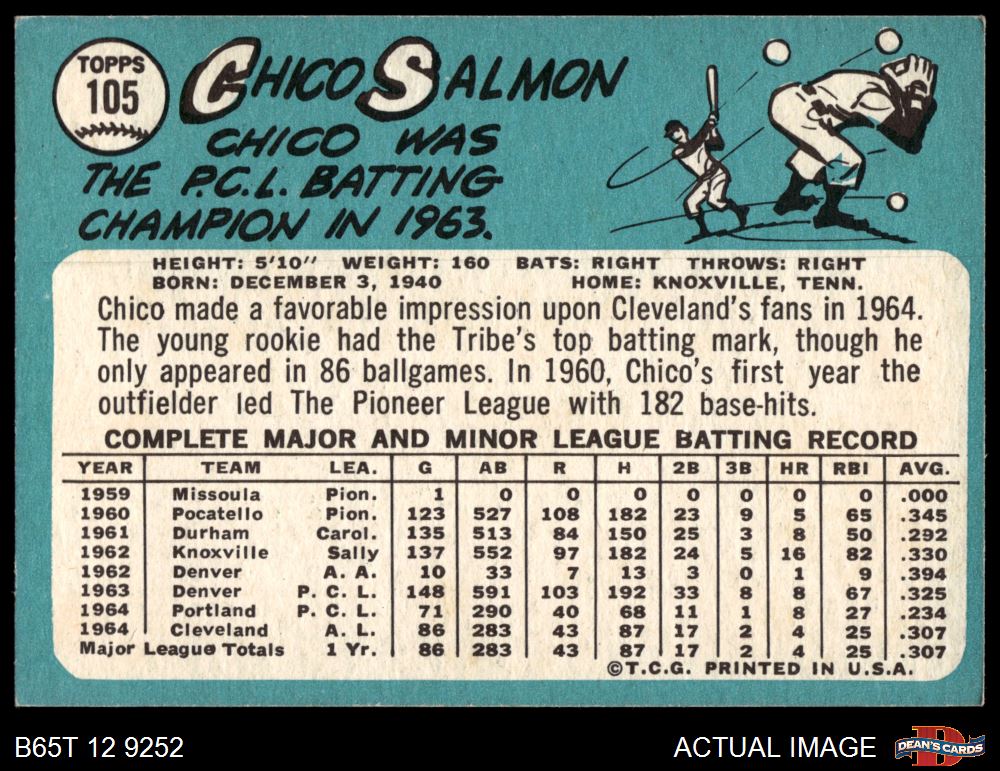 TOPPS
105
CHICO SALMON
CHICO WAS
THE P.C.L. BATTING
CHAMPION IN 1963.
HEIGHT: 5'10" WEIGHT: 160 BATS: RIGHT THROWS: RIGHT
BORN: DECEMBER 3, 1940 HOME: KNOXVILLE, TENN.
Chico made a favorable impression upon Cleveland's fans in 1964.
The young rookie had the Tribe's top batting mark, though he
only appeared in 86 ballgames. In 1960, Chico's first year the
outfielder led The Pioneer League with 182 base-hits.
COMPLETE MAJOR AND MINOR LEAGUE BATTING RECORD
YEAR TEAM LEA. G AB R H 2B 3B HR RBI AVG.
1959 Missoula Pion. 1 0 0 0 0 0 0 0 .000
1960 Pocatello Pion. 123 527 108 182 23 9 5 65 .345
1961 Durham Carol. 135 513 84 150 25 3 8 50 .292
1962 Knoxville Sally 137 552 97 182 24 5 16 82 .330
1962 Denver A. A. 10 33 7 13 3 0 1 9 .394
1963 Denver P. C. L. 148 591 103 192 33 8 8 67 .325
1964 Portland P. C. L. 71 290 40 68 11 1 8 27 .234
1964 Cleveland A. L. 86 283 43 87 17 2 4 25 .307
Major League Totals 1 Yr. 86 283 43 87 17 2 4 25 .307
©T.C.G. PRINTED IN U.S.A.
B65T 12 9252 ACTUAL IMAGE
D
DEAN'S CARDS